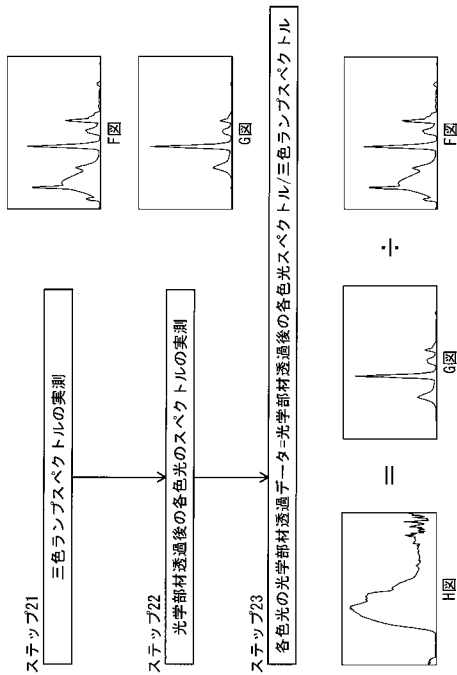 ステップ21
三色ランプスペクトルの実測
F図
ステップ22
光学部材透過後の各色光のスペクトルの実測
G図
ステップ23
各色光の光学部材透過データ=光学部材透過後の各色光スペクトル/三色ランプスペクトル
H図
=
G図
÷
F図